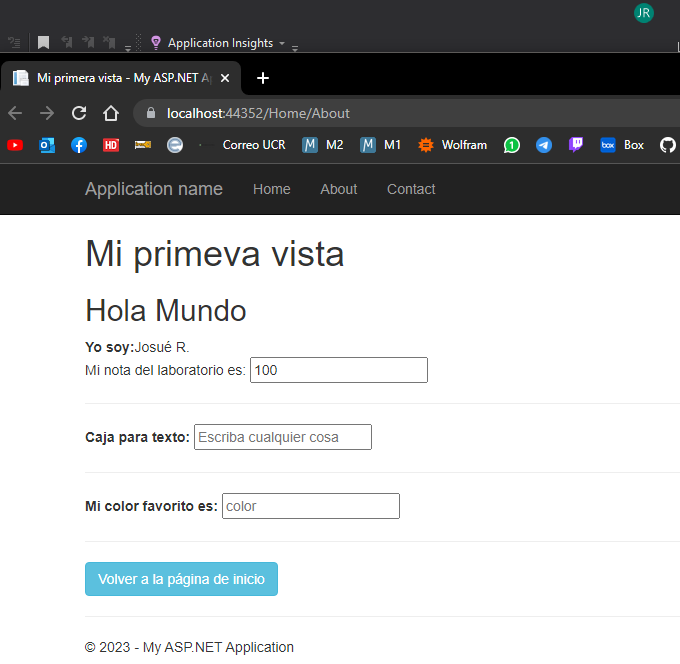 JR
Application Insights
Mi primera vista - My ASP.NET A
localhost:44352/Home/About
HD Correo UCR M M2 M M1 Wolfram 1 box Box
Application name Home About Contact
Mi primeva vista
Hola Mundo
Yo soy:Josué R.
Mi nota del laboratorio es: 100
Caja para texto: Escriba cualquier cosa
Mi color favorito es: color
Volver a la página de inicio
© 2023 - My ASP.NET Application